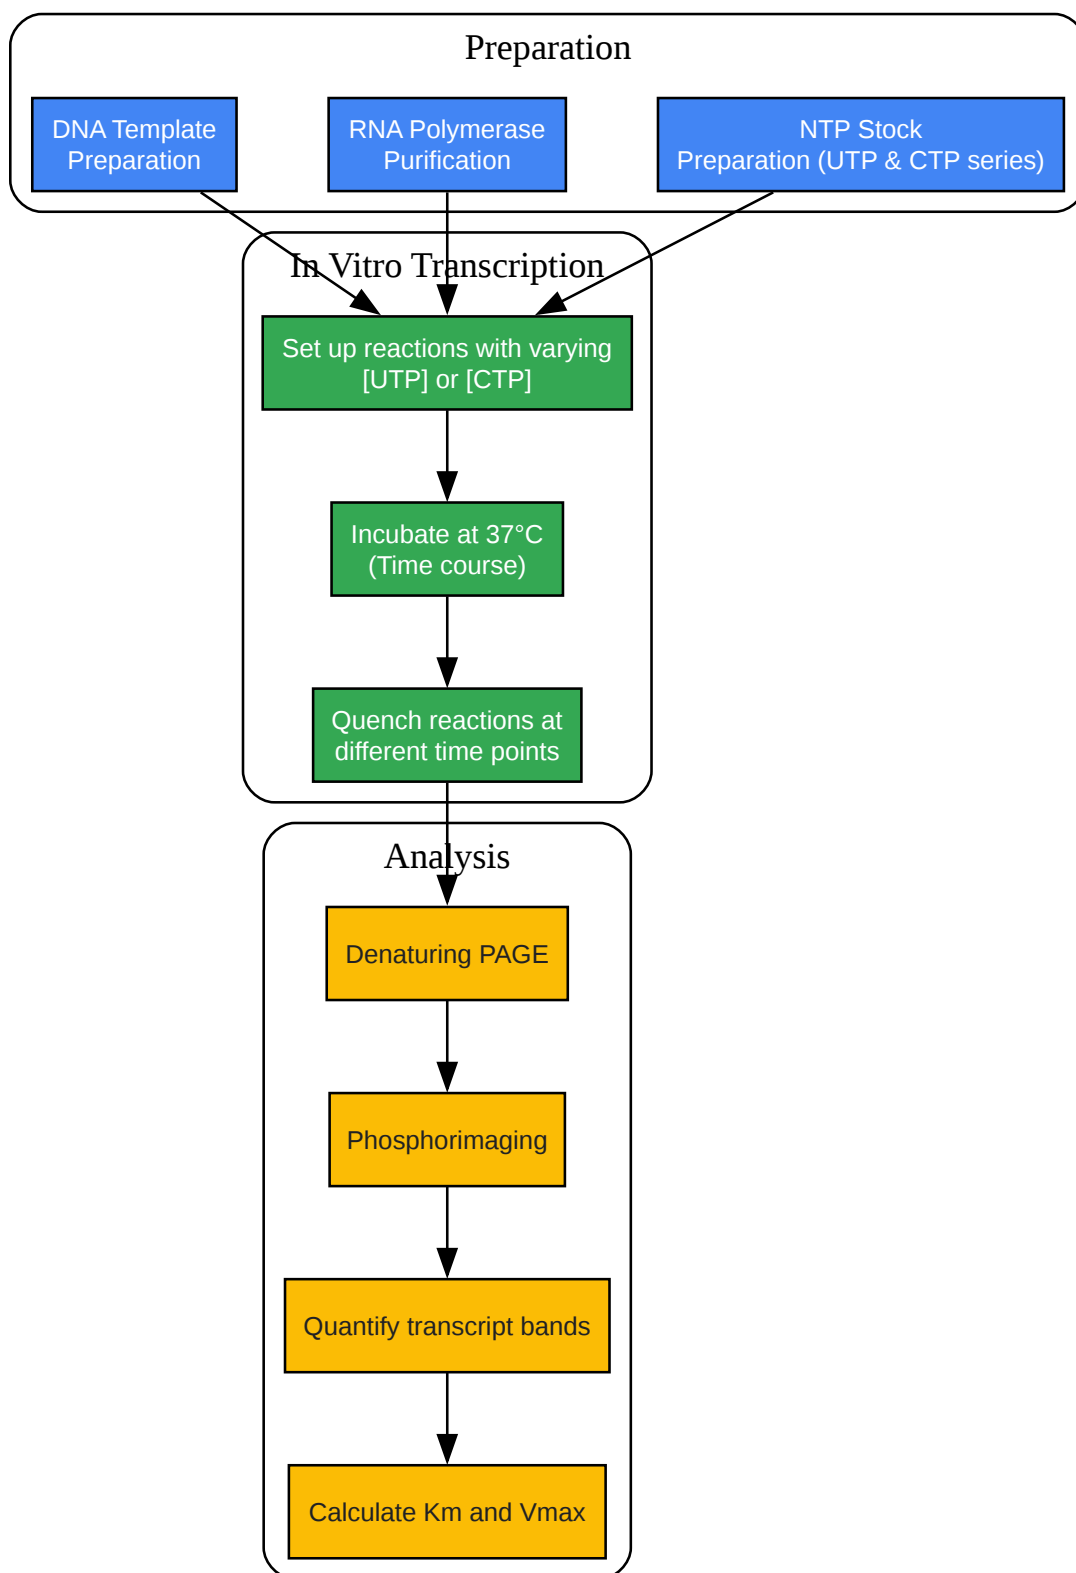 Preparation
DNA Template
Preparation
RNA Polymerase
Purification
NTP Stock
Preparation (UTP & CTP series)
In Vitro Transcription
Set up reactions with varying
[UTP] or [CTP]
Incubate at 37°C
(Time course)
Quench reactions at
different time points
Analysis
Denaturing PAGE
Phosphorimaging
Quantify transcript bands
Calculate Km and Vmax